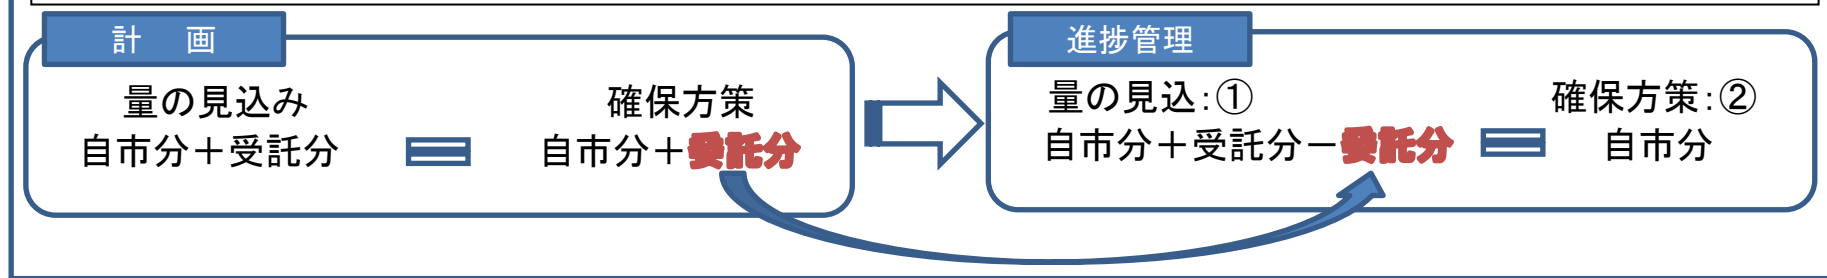 計 画
量の見込み
自市分+受託分
=
確保方策
自市分+委託分
進捗管理
量の見込:①
自市分+受託分-委託分
=
確保方策:②
自市分